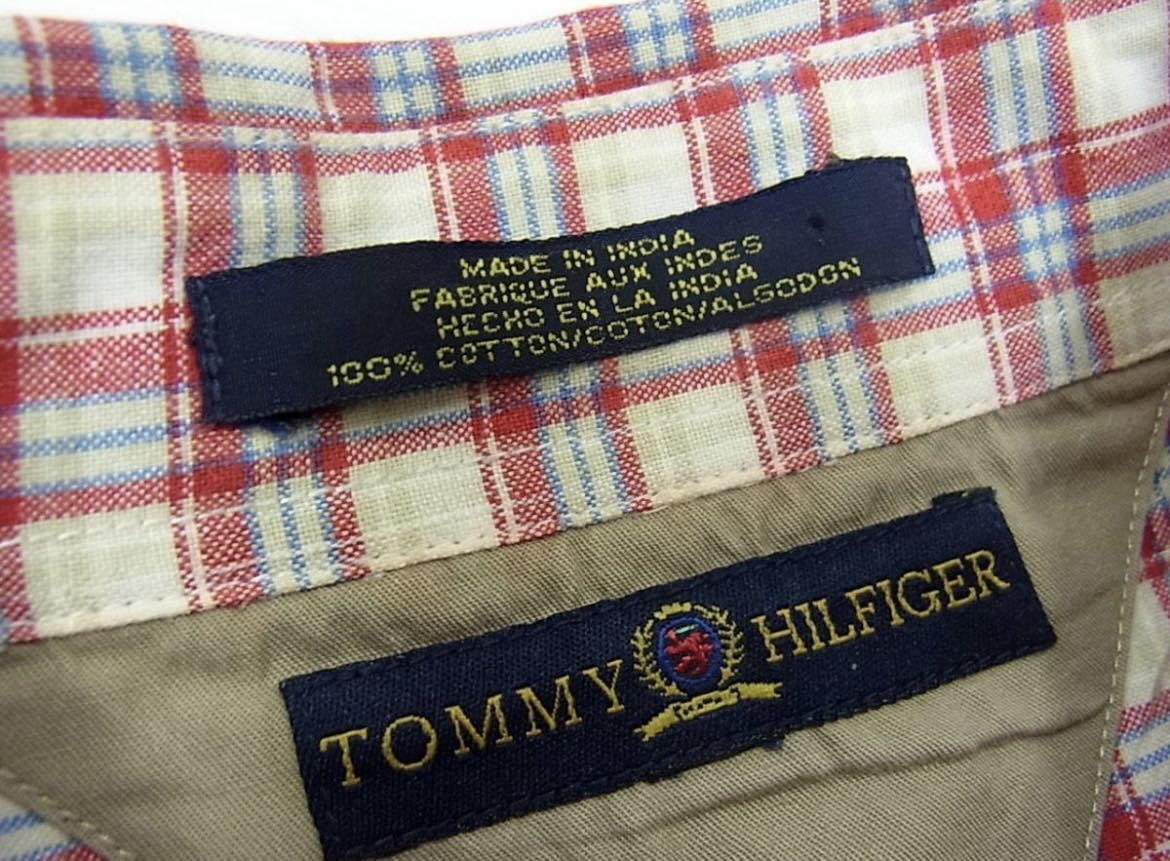 MADE IN INDIA
FABRIQUE AUX INDES
HECHO EN LA INDIA
100% COTTON/COTON/ALGODON
TOMMY HILFIGER